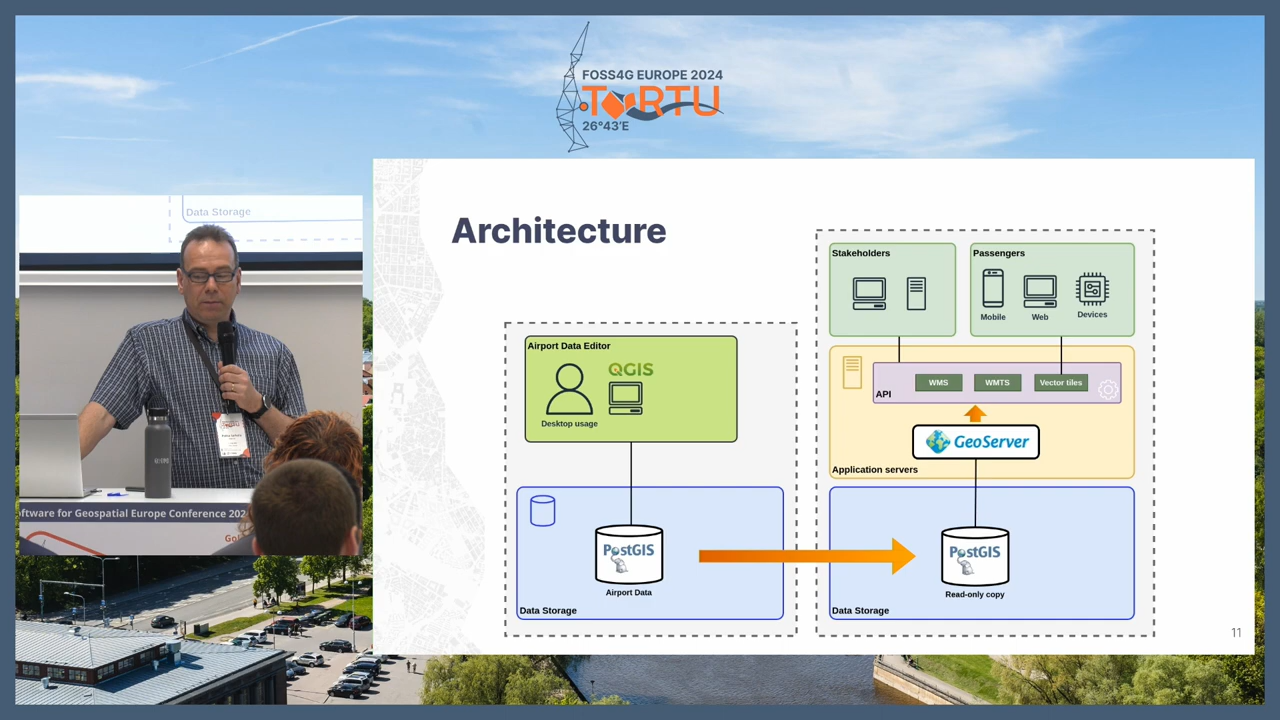 FOSS4G EUROPE 2024
TORTU
26°43'E
Data Storage
ftware for Geospatial Europe Conference 202
Architecture
Airport Data Editor
QGIS
Desktop usage
PostGIS
Airport Data
Data Storage
Stakeholders
Passengers
Mobile
Web
Devices
WMS
WMTS
Vector tiles
API
GeoServer
Application servers
PostGIS
Read-only copy
Data Storage
11